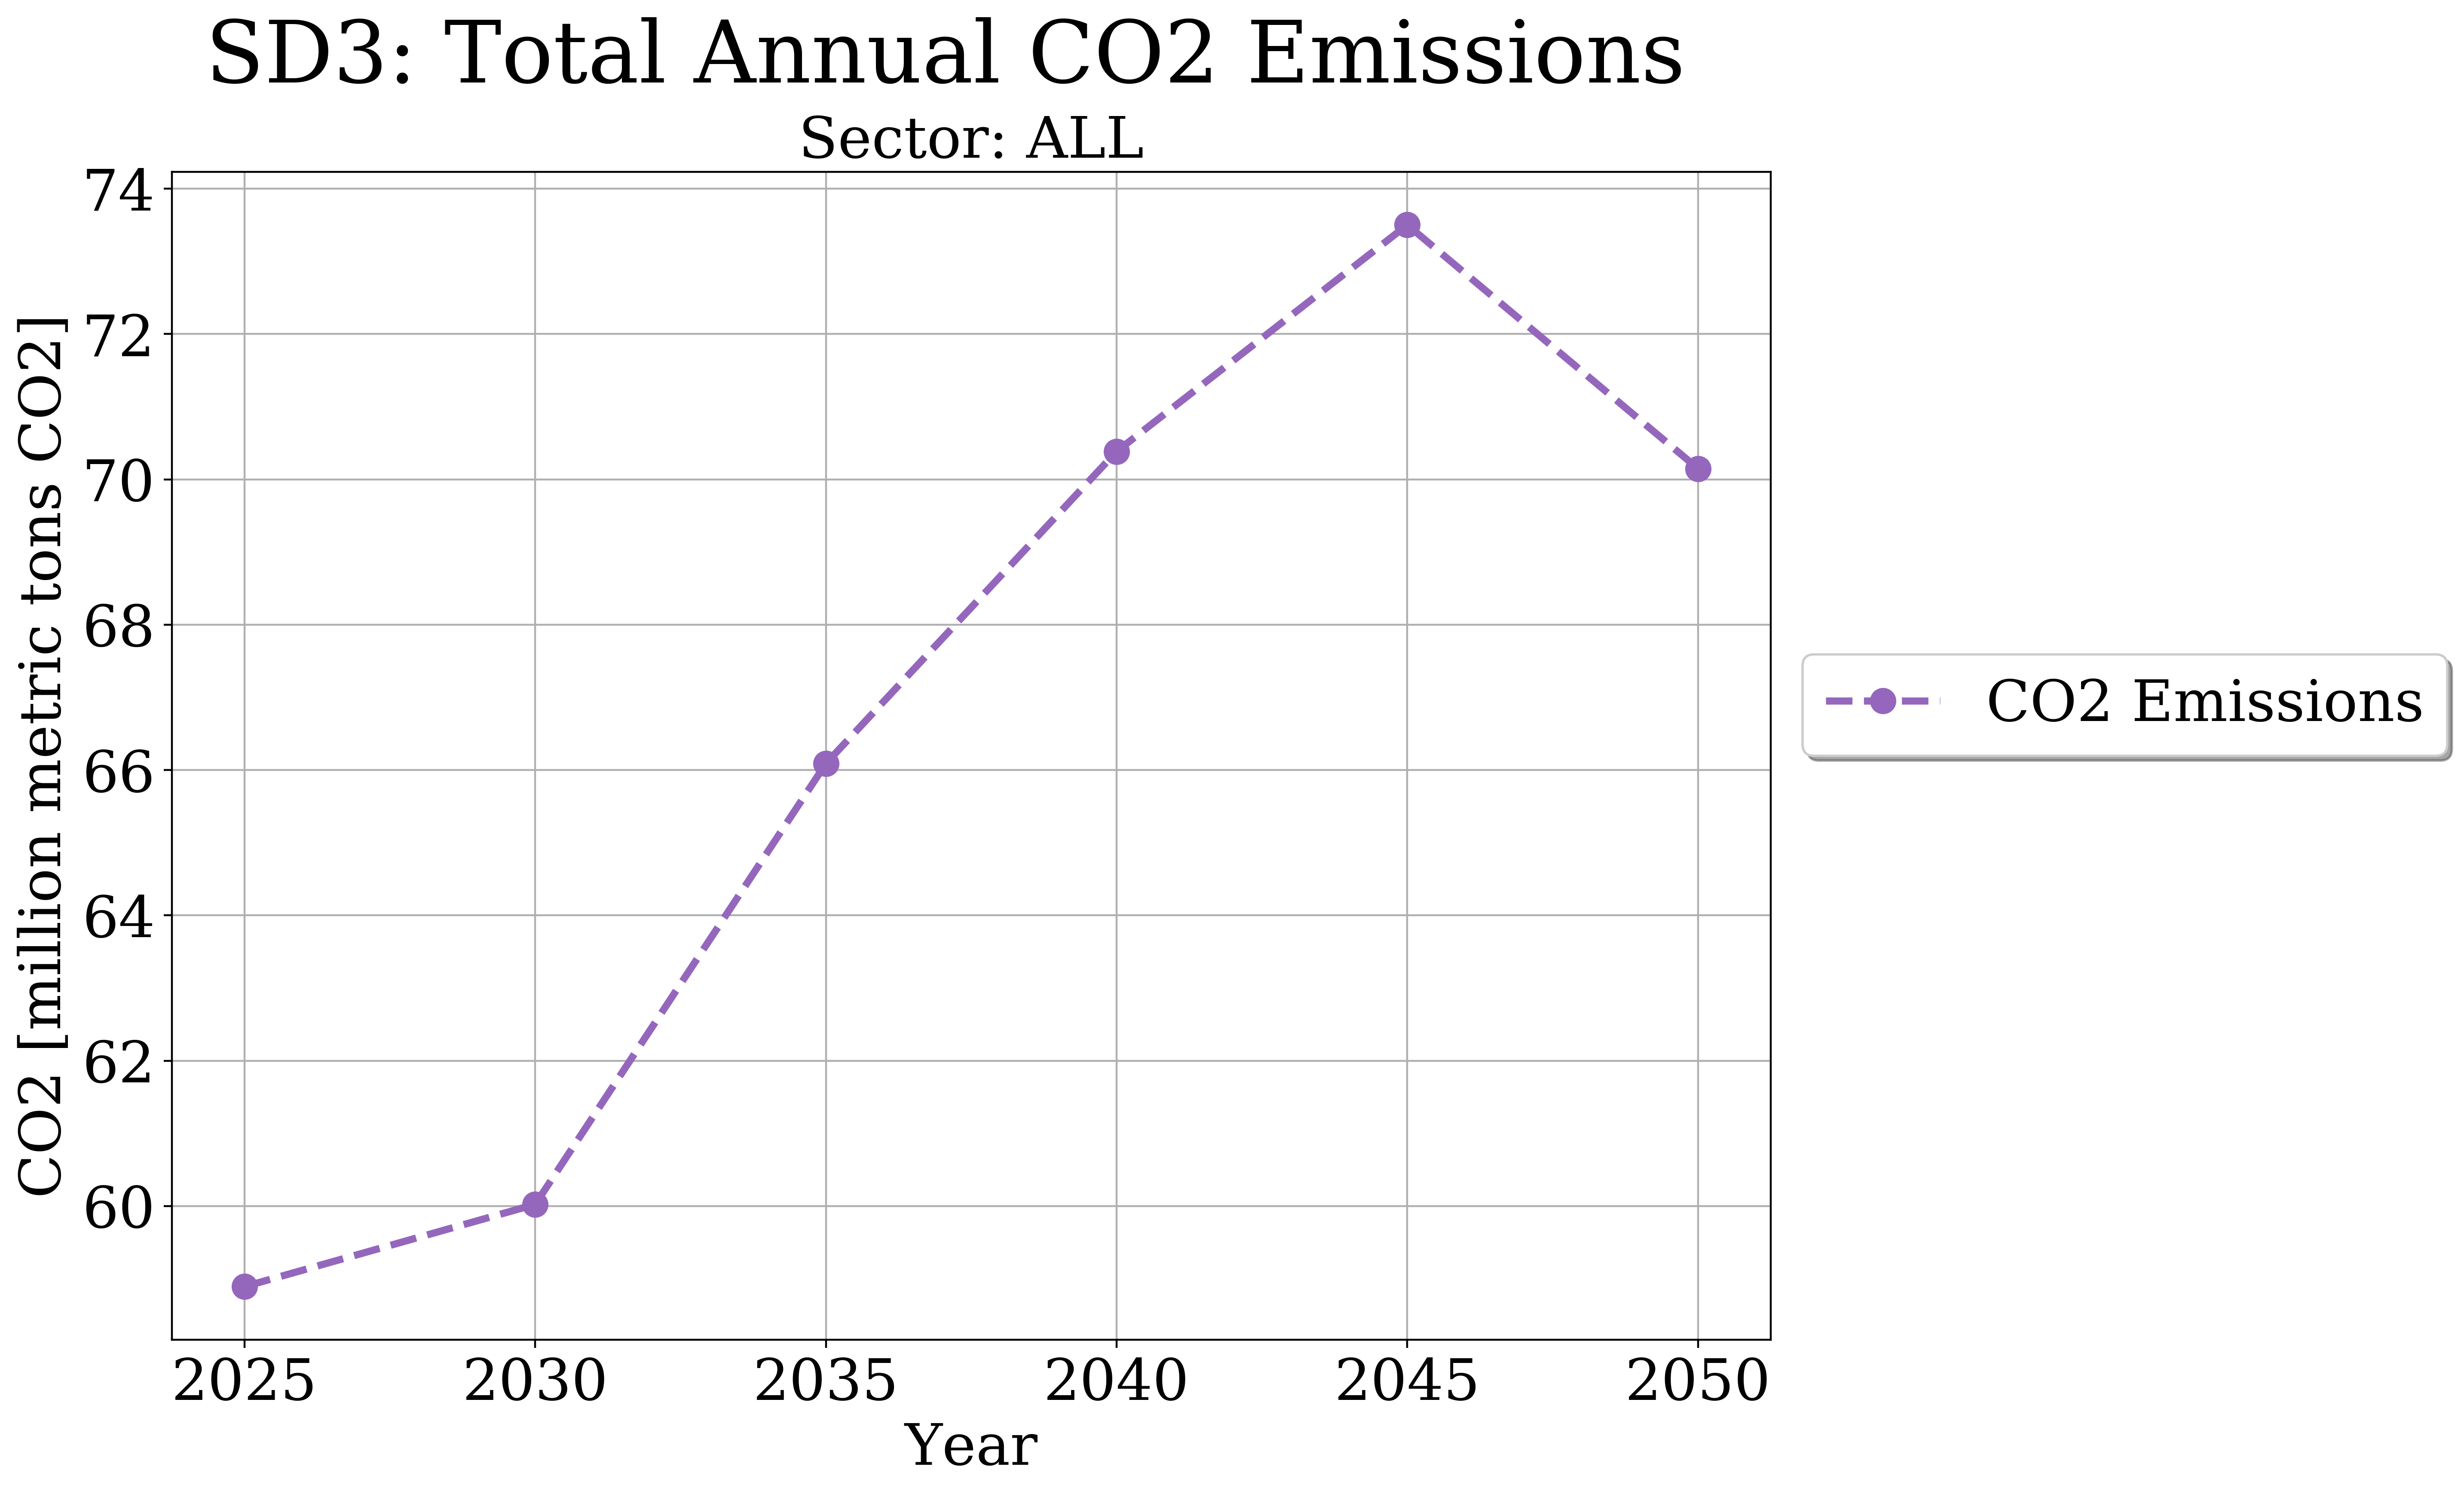 SD3: Total Annual CO2 Emissions
Sector: ALL
CO2 [million metric tons CO2]
74
72
70
68
66
64
62
60
2025 2030 2035 2040 2045 2050
Year
CO2 Emissions